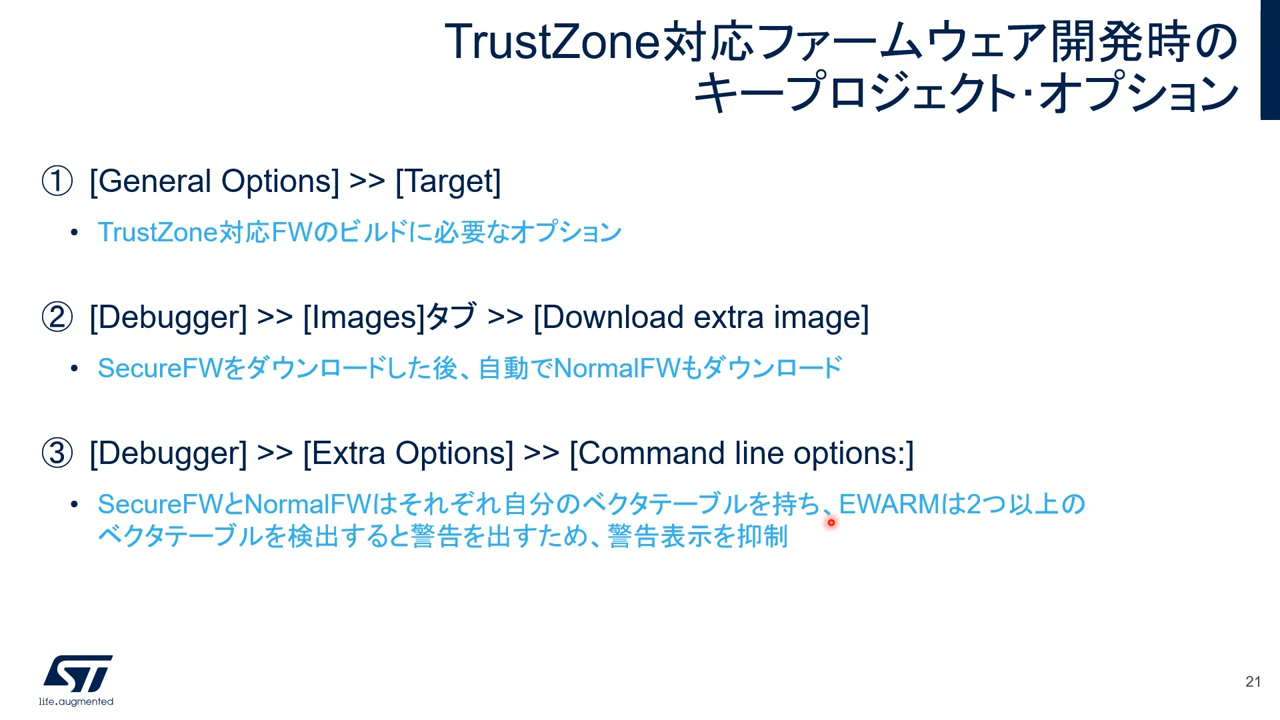 TrustZone対応ファームウェア開発時の
キープロジェクト･オプション
① [General Options] >> [Target]
• TrustZone対応FWのビルドに必要なオプション
② [Debugger] >> [Images]タブ >> [Download extra image]
• SecureFWをダウンロードした後、自動でNormalFWもダウンロード
③ [Debugger] >> [Extra Options] >> [Command line options:]
• SecureFWとNormalFWはそれぞれ自分のベクタテーブルを持ち、EWARMは2つ以上の
ベクタテーブルを検出すると警告を出すため、警告表示を抑制
ST
life.augmented
21